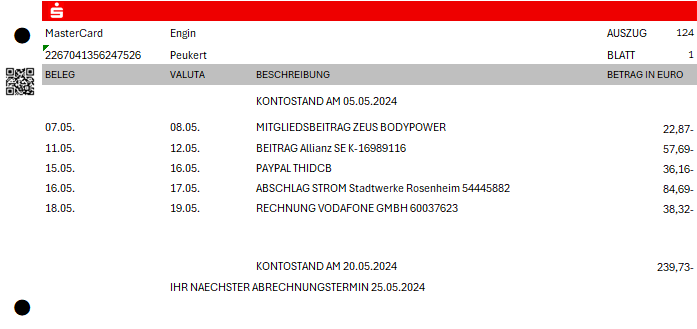 MasterCard Engin AUSZUG 124
2267041356247526 Peukert BLATT 1
BELEG VALUTA BESCHREIBUNG BETRAG IN EURO
KONTOSTAND AM 05.05.2024
07.05. 08.05. MITGLIEDSBEITRAG ZEUS BODYPOWER 22,87-
11.05. 12.05. BEITRAG Allianz SE K-16989116 57,69-
15.05. 16.05. PAYPAL THIDCB 36,16-
16.05. 17.05. ABSCHLAG STROM Stadtwerke Rosenheim 54445882 84,69-
18.05. 19.05. RECHNUNG VODAFONE GMBH 60037623 38,32-
KONTOSTAND AM 20.05.2024 239,73-
IHR NAECHSTER ABRECHNUNGSTERMIN 25.05.2024